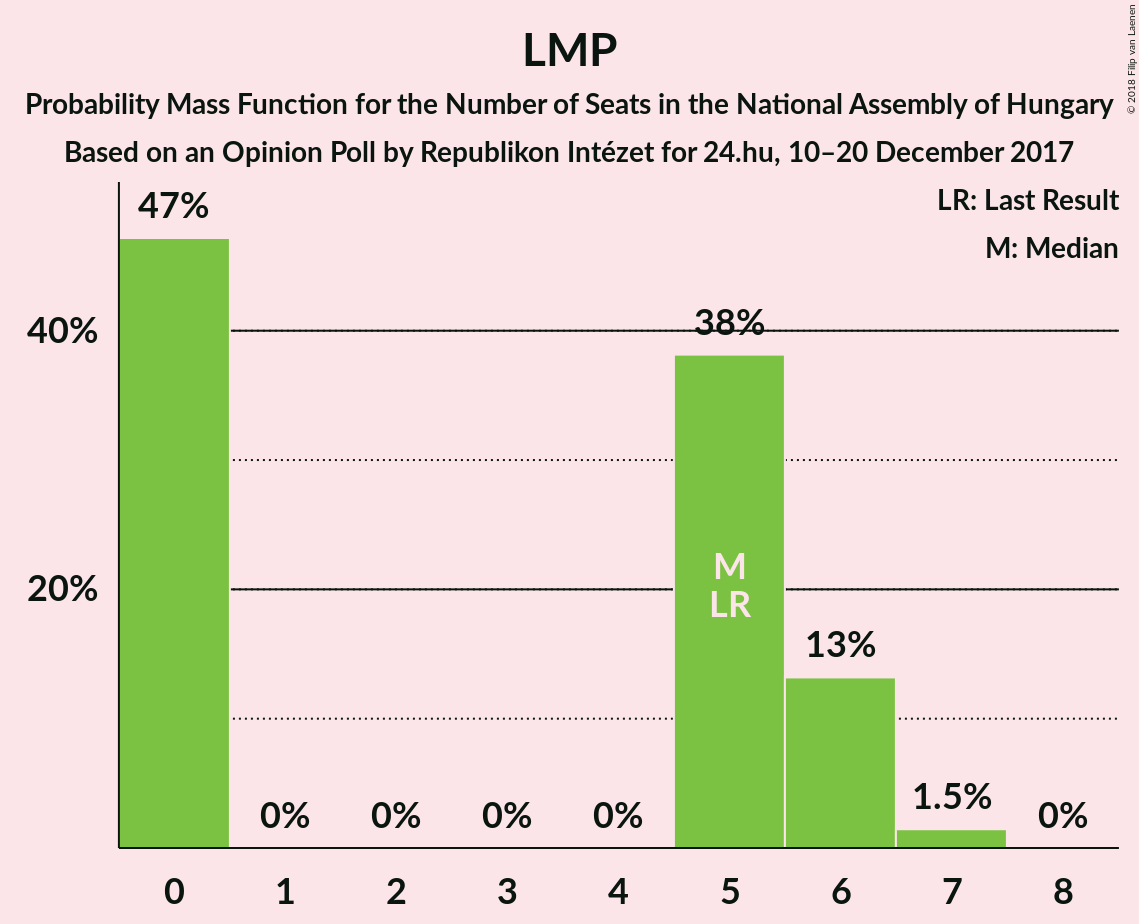 LMP
Probability Mass Function for the Number of Seats in the National Assembly of Hungary
Based on an Opinion Poll by Republikon Intézet for 24.hu, 10–20 December 2017
© 2018 Filip van Laenen
LR: Last Result
M: Median
47%
40%
38%
20%
M
LR
13%
1.5%
0%
0%
0%
0%
0%
0
1
2
3
4
5
6
7
8